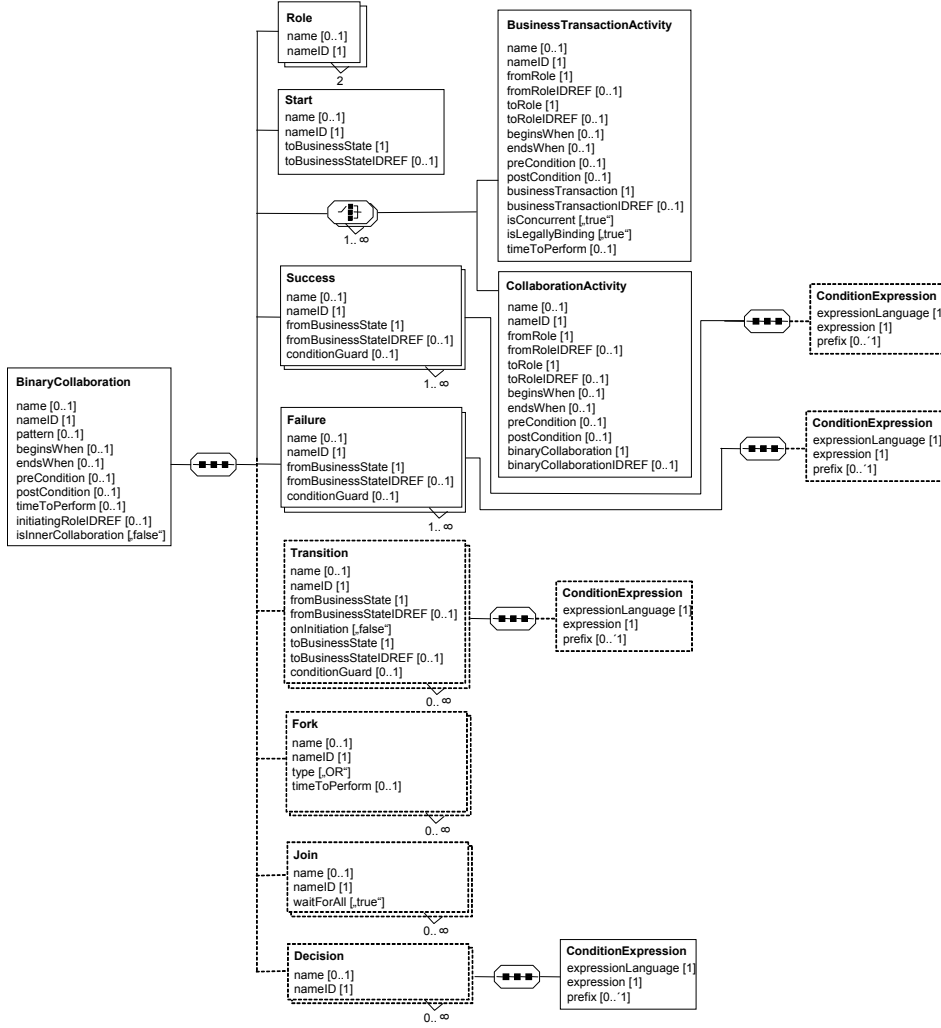 Role
name [0..1]
nameID [1]
2
Start
name [0..1]
nameID [1]
toBusinessState [1]
toBusinessStateIDREF [0..1]
1.. ∞
BusinessTransactionActivity
name [0..1]
nameID [1]
fromRole [1]
fromRoleIDREF [0..1]
toRole [1]
toRoleIDREF [0..1]
beginsWhen [0..1]
endsWhen [0..1]
preCondition [0..1]
postCondition [0..1]
businessTransaction [1]
businessTransactionIDREF [0..1]
isConcurrent [„true“]
isLegallyBinding [„true“]
timeToPerform [0..1]
Success
name [0..1]
nameID [1]
fromBusinessState [1]
fromBusinessStateIDREF [0..1]
conditionGuard [0..1]
1.. ∞
CollaborationActivity
name [0..1]
nameID [1]
fromRole [1]
fromRoleIDREF [0..1]
toRole [1]
toRoleIDREF [0..1]
beginsWhen [0..1]
endsWhen [0..1]
preCondition [0..1]
postCondition [0..1]
binaryCollaboration [1]
binaryCollaborationIDREF [0..1]
ConditionExpression
expressionLanguage [1]
expression [1]
prefix [0..´1]
BinaryCollaboration
name [0..1]
nameID [1]
pattern [0..1]
beginsWhen [0..1]
endsWhen [0..1]
preCondition [0..1]
postCondition [0..1]
timeToPerform [0..1]
initiatingRoleIDREF [0..1]
isInnerCollaboration [„false“]
Failure
name [0..1]
nameID [1]
fromBusinessState [1]
fromBusinessStateIDREF [0..1]
conditionGuard [0..1]
1.. ∞
ConditionExpression
expressionLanguage [1]
expression [1]
prefix [0..´1]
Transition
name [0..1]
nameID [1]
fromBusinessState [1]
fromBusinessStateIDREF [0..1]
onInitiation [„false“]
toBusinessState [1]
toBusinessStateIDREF [0..1]
conditionGuard [0..1]
0.. ∞
ConditionExpression
expressionLanguage [1]
expression [1]
prefix [0..´1]
Fork
name [0..1]
nameID [1]
type [„OR“]
timeToPerform [0..1]
0.. ∞
Join
name [0..1]
nameID [1]
waitForAll [„true“]
0.. ∞
Decision
name [0..1]
nameID [1]
0.. ∞
ConditionExpression
expressionLanguage [1]
expression [1]
prefix [0..´1]